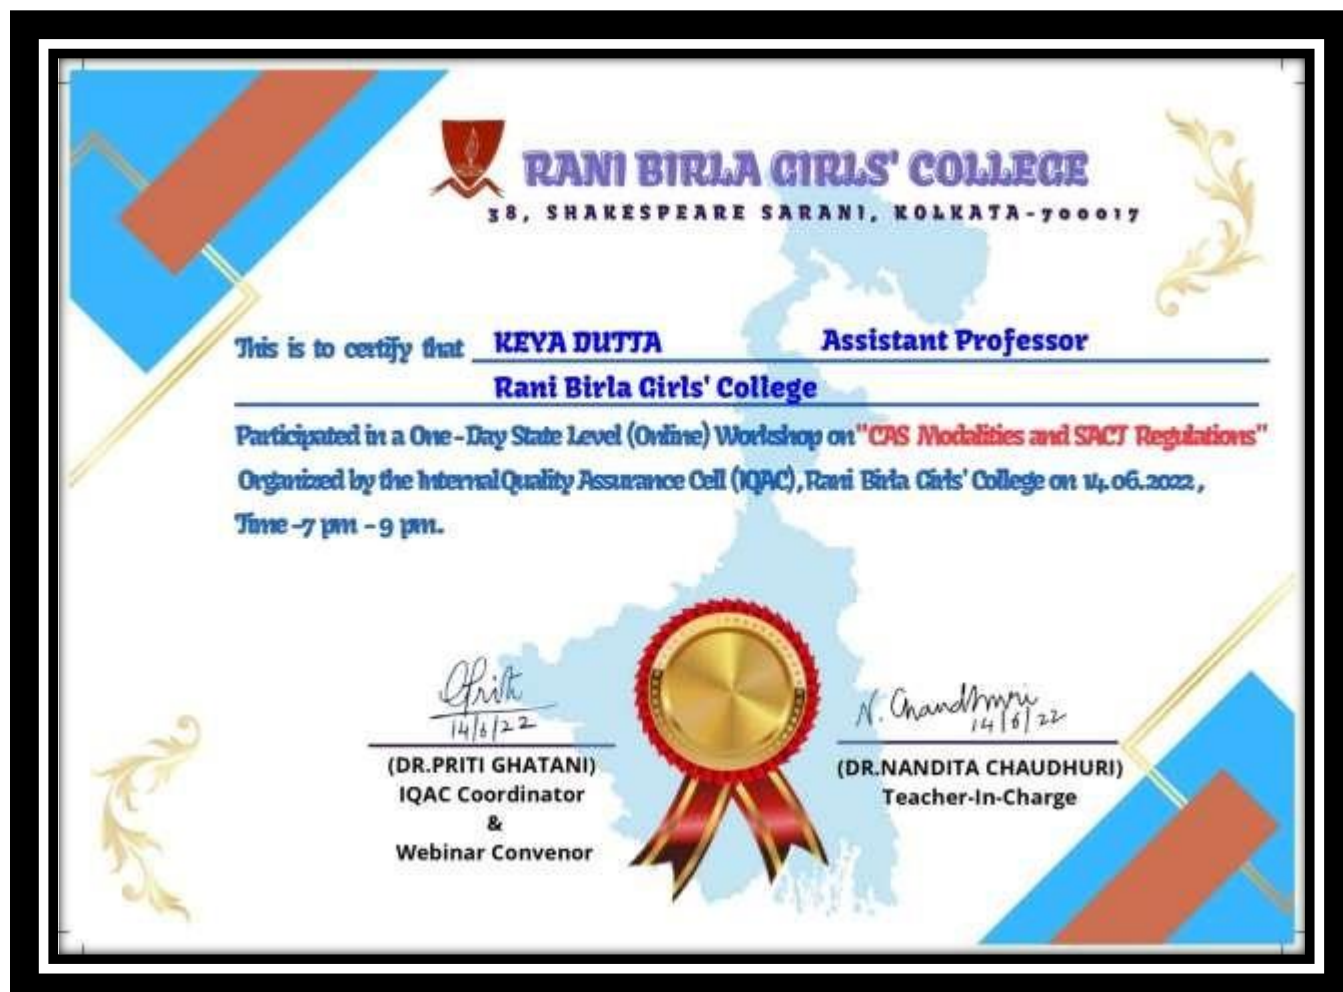 RANI BIRLA GIRLS' COLLEGE
38, SHAKESPEARE SARANI, KOLKATA-700017
This is to certify that KEYA DUTTA Assistant Professor
Rani Birla Girls' College
Participated in a One-Day State Level (Online) Workshop on "CAS Modalities and SACT Regulations"
Organized by the Internal Quality Assurance Cell (IQAC), Rani Birla Girls' College on 14.06.2022,
Time -7 pm - 9 pm.
14/6/22
N. Chaudhuri
14/6/22
(DR.PRITI GHATANI)
IQAC Coordinator
&
Webinar Convenor
(DR.NANDITA CHAUDHURI)
Teacher-In-Charge